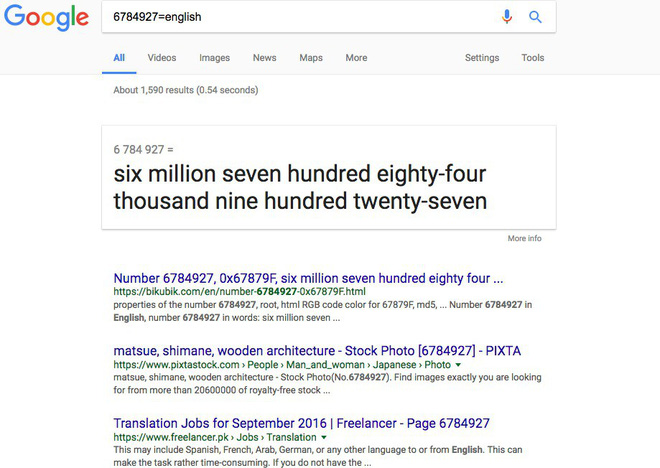 Google
6784927=english
All Videos Images News Maps More Settings Tools
About 1,590 results (0.54 seconds)
6 784 927 =
six million seven hundred eighty-four
thousand nine hundred twenty-seven
More info
Number 6784927, 0x67879F, six million seven hundred eighty four ...
https://bikubik.com/en/number-6784927-0x67879F.html
properties of the number 6784927, root, html RGB code color for 67879F, md5, ... Number 6784927 in
English, number 6784927 in words: six million seven ...
matsue, shimane, wooden architecture - Stock Photo [6784927] - PIXTA
https://www.pixtastock.com › People › Man_and_woman › Japanese › Photo
matsue, shimane, wooden architecture - Stock Photo(No.6784927). Find images exactly you are looking
for from more than 20600000 of royalty-free stock ...
Translation Jobs for September 2016 | Freelancer - Page 6784927
https://www.freelancer.pk › Jobs › Translation
This may include Spanish, French, Arab, German, or any other language to or from English. This can
make the task rather time-consuming. If you do not have the ...